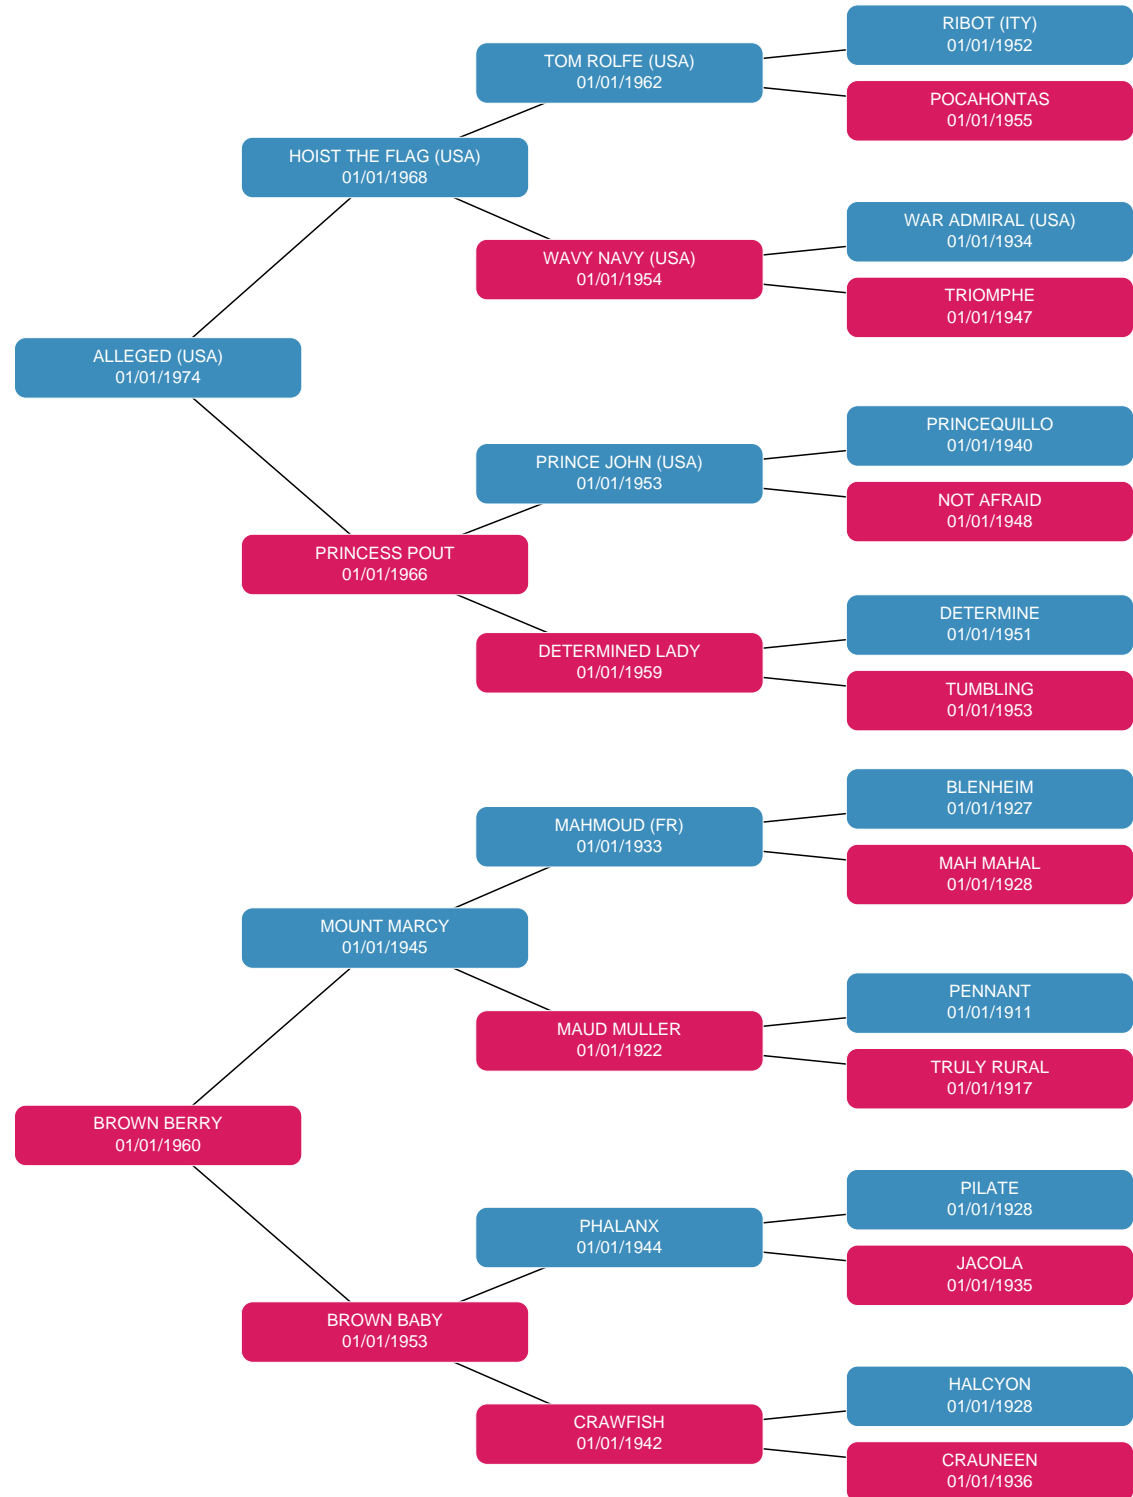 RIBOT (ITY)
01/01/1952
TOM ROLFE (USA)
01/01/1962
POCAHONTAS
01/01/1955
HOIST THE FLAG (USA)
01/01/1968
WAR ADMIRAL (USA)
01/01/1934
WAVY NAVY (USA)
01/01/1954
TRIOMPHE
01/01/1947
ALLEGED (USA)
01/01/1974
PRINCEQUILLO
01/01/1940
PRINCE JOHN (USA)
01/01/1953
NOT AFRAID
01/01/1948
PRINCESS POUT
01/01/1966
DETERMINE
01/01/1951
DETERMINED LADY
01/01/1959
TUMBLING
01/01/1953
BLENHEIM
01/01/1927
MAHMOUD (FR)
01/01/1933
MAH MAHAL
01/01/1928
MOUNT MARCY
01/01/1945
PENNANT
01/01/1911
MAUD MULLER
01/01/1922
TRULY RURAL
01/01/1917
BROWN BERRY
01/01/1960
PILATE
01/01/1928
PHALANX
01/01/1944
JACOLA
01/01/1935
BROWN BABY
01/01/1953
HALCYON
01/01/1928
CRAWFISH
01/01/1942
CRAUNEEN
01/01/1936